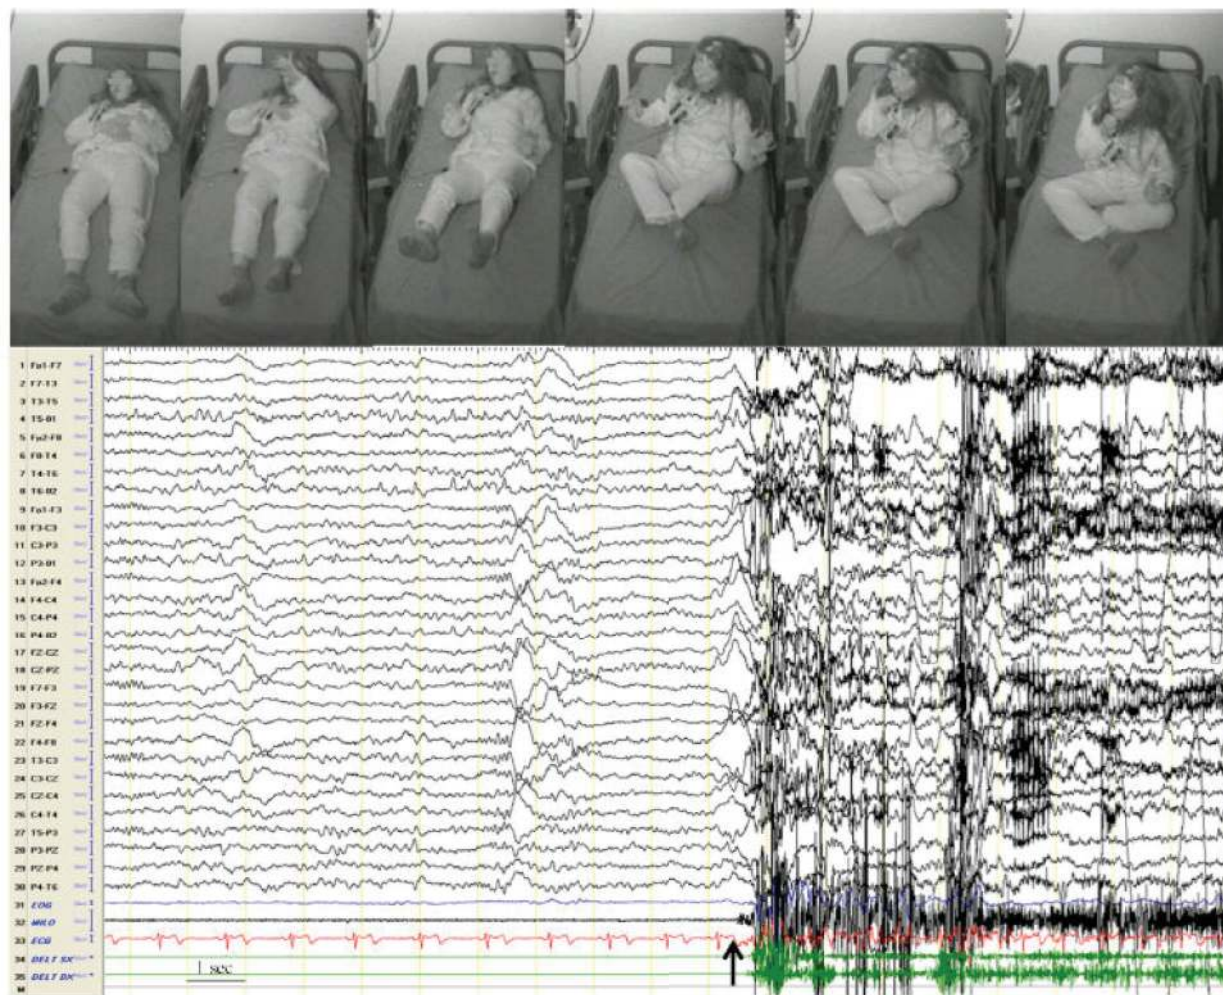 1 Fp1-F7
2 F7-T3
3 T3-T5
4 T5-O1
5 Fp2-F8
6 F8-T4
7 T4-T6
8 T6-O2
9 Fp1-F3
10 F3-C3
11 C3-P3
12 P3-O1
13 Fp2-F4
14 F4-C4
15 C4-P4
16 P4-O2
17 FZ-CZ
18 CZ-PZ
19 F7-F3
20 F3-FZ
21 FZ-F4
22 F4-F8
23 T3-C3
24 C3-CZ
25 CZ-C4
26 C4-T4
27 T5-P3
28 P3-PZ
29 PZ-P4
30 P4-T6
31 EOG
32 MILO
33 ECG
34 DELT SX
35 DELT DX
M
1 sec